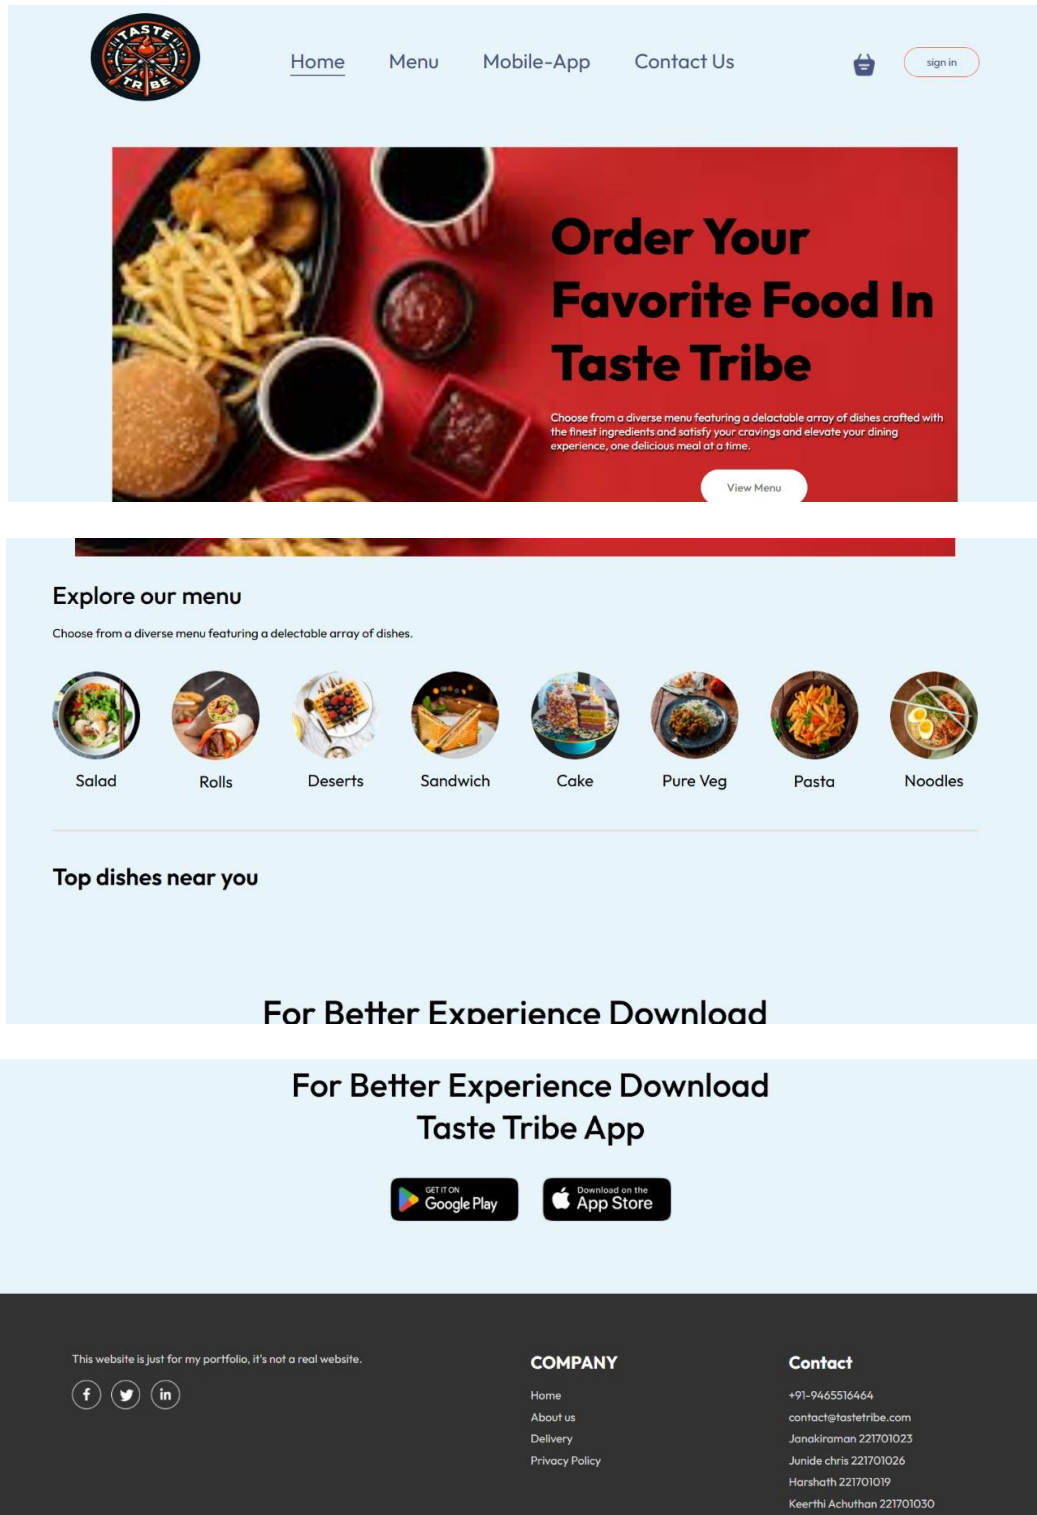 TASTE
TRIBE
Home Menu Mobile-App Contact Us sign in
Order Your
Favorite Food In
Taste Tribe
Choose from a diverse menu featuring a delactable array of dishes crafted with
the finest ingredients and satisfy your cravings and elevate your dining
experience, one delicious meal at a time.
View Menu
Explore our menu
Choose from a diverse menu featuring a delectable array of dishes.
Salad Rolls Deserts Sandwich Cake Pure Veg Pasta Noodles
Top dishes near you
For Better Experience Download
For Better Experience Download
Taste Tribe App
GET IT ON
Google Play
Download on the
App Store
This website is just for my portfolio, it's not a real website.
COMPANY
Home
About us
Delivery
Privacy Policy
Contact
+91-9465516464
contact@tastetribe.com
Janakiraman 221701023
Junide chris 221701026
Harshath 221701019
Keerthi Achuthan 221701030